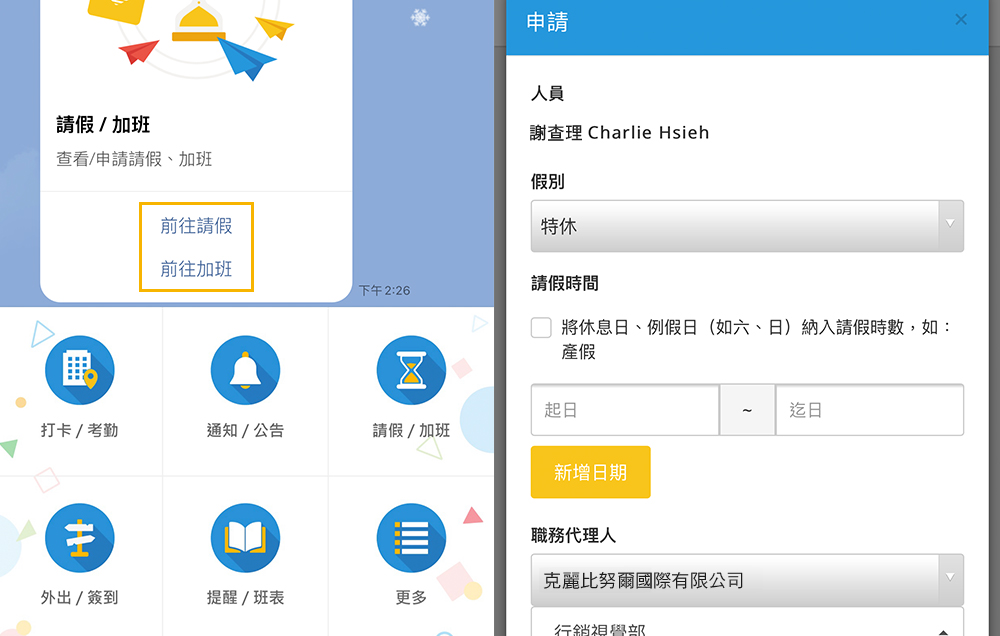 請假 / 加班
查看/申請請假、加班
前往請假
前往加班
下午2:26
打卡 / 考勤
通知 / 公告
請假 / 加班
外出 / 簽到
提醒 / 班表
更多
申請
×
人員
謝查理 Charlie Hsieh
假別
特休
請假時間
將休息日、例假日（如六、日）納入請假時數，如：
產假
起日
~
迄日
新增日期
職務代理人
克麗比努爾國際有限公司
行銷視覺部